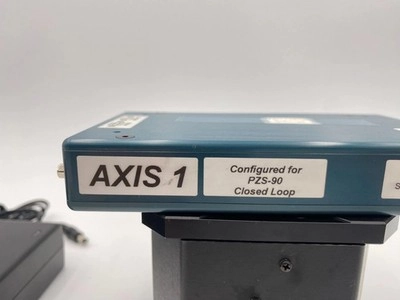 AXIS 1
Configured for
PZS-90
Closed Loop